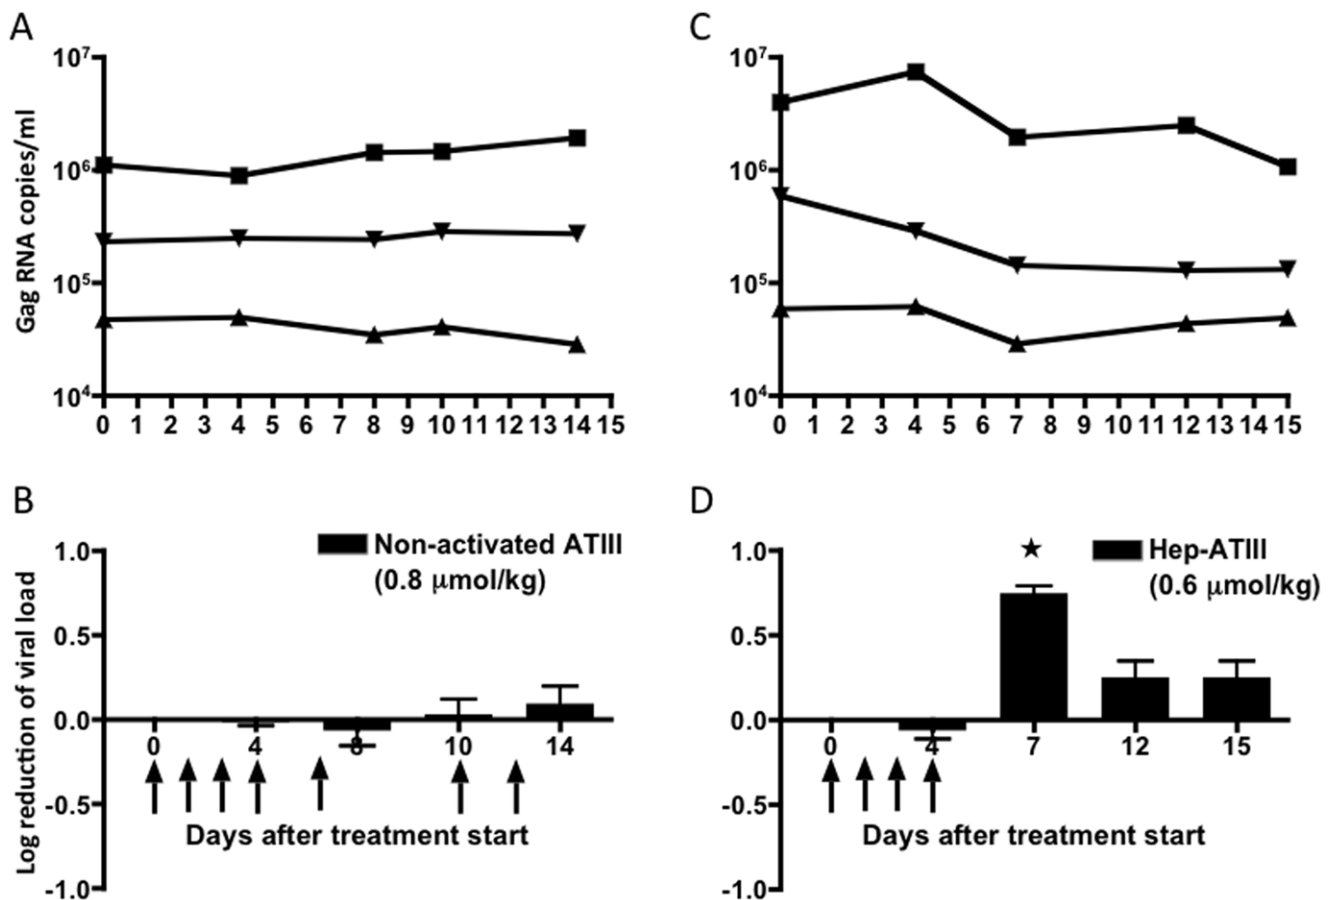 A
Gag RNA copies/ml
10⁷
10⁶
10⁵
10⁴
0 1 2 3 4 5 6 7 8 9 10 11 12 13 14 15
C
10⁷
10⁶
10⁵
10⁴
0 1 2 3 4 5 6 7 8 9 10 11 12 13 14 15
B
Log reduction of viral load
1.0
0.5
0.0
-0.5
-1.0
Non-activated ATIII
(0.8 μmol/kg)
0 4 8 10 14
Days after treatment start
D
1.0
0.5
0.0
-0.5
-1.0
★
Hep-ATIII
(0.6 μmol/kg)
0 4 7 12 15
Days after treatment start